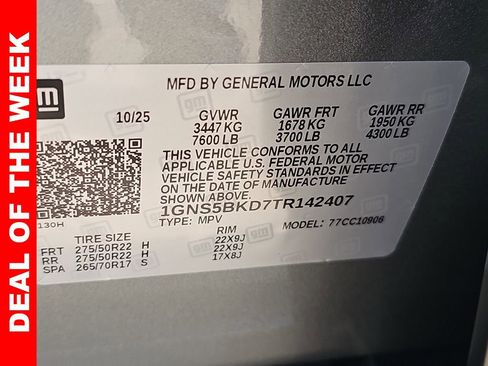 DEAL OF THE WEEK
MFD BY GENERAL MOTORS LLC
10/25 GVWR GAWR FRT GAWR RR
3447 KG 1678 KG 1950 KG
7600 LB 3700 LB 4300 LB
THIS VEHICLE CONFORMS TO ALL
APPLICABLE U.S. FEDERAL MOTOR
VEHICLE SAFETY STANDARDS IN EFFECT
ON THE DATE OF MANUFACTURE
SHOWN ABOVE.
1GNS5BKD7TR142407
TYPE: MPV MODEL: 77CC10906
130H
TIRE SIZE RIM
FRT 275/50R22 H 22X9J
RR 275/50R22 H 22X9J
SPA 265/70R17 S 17X8J